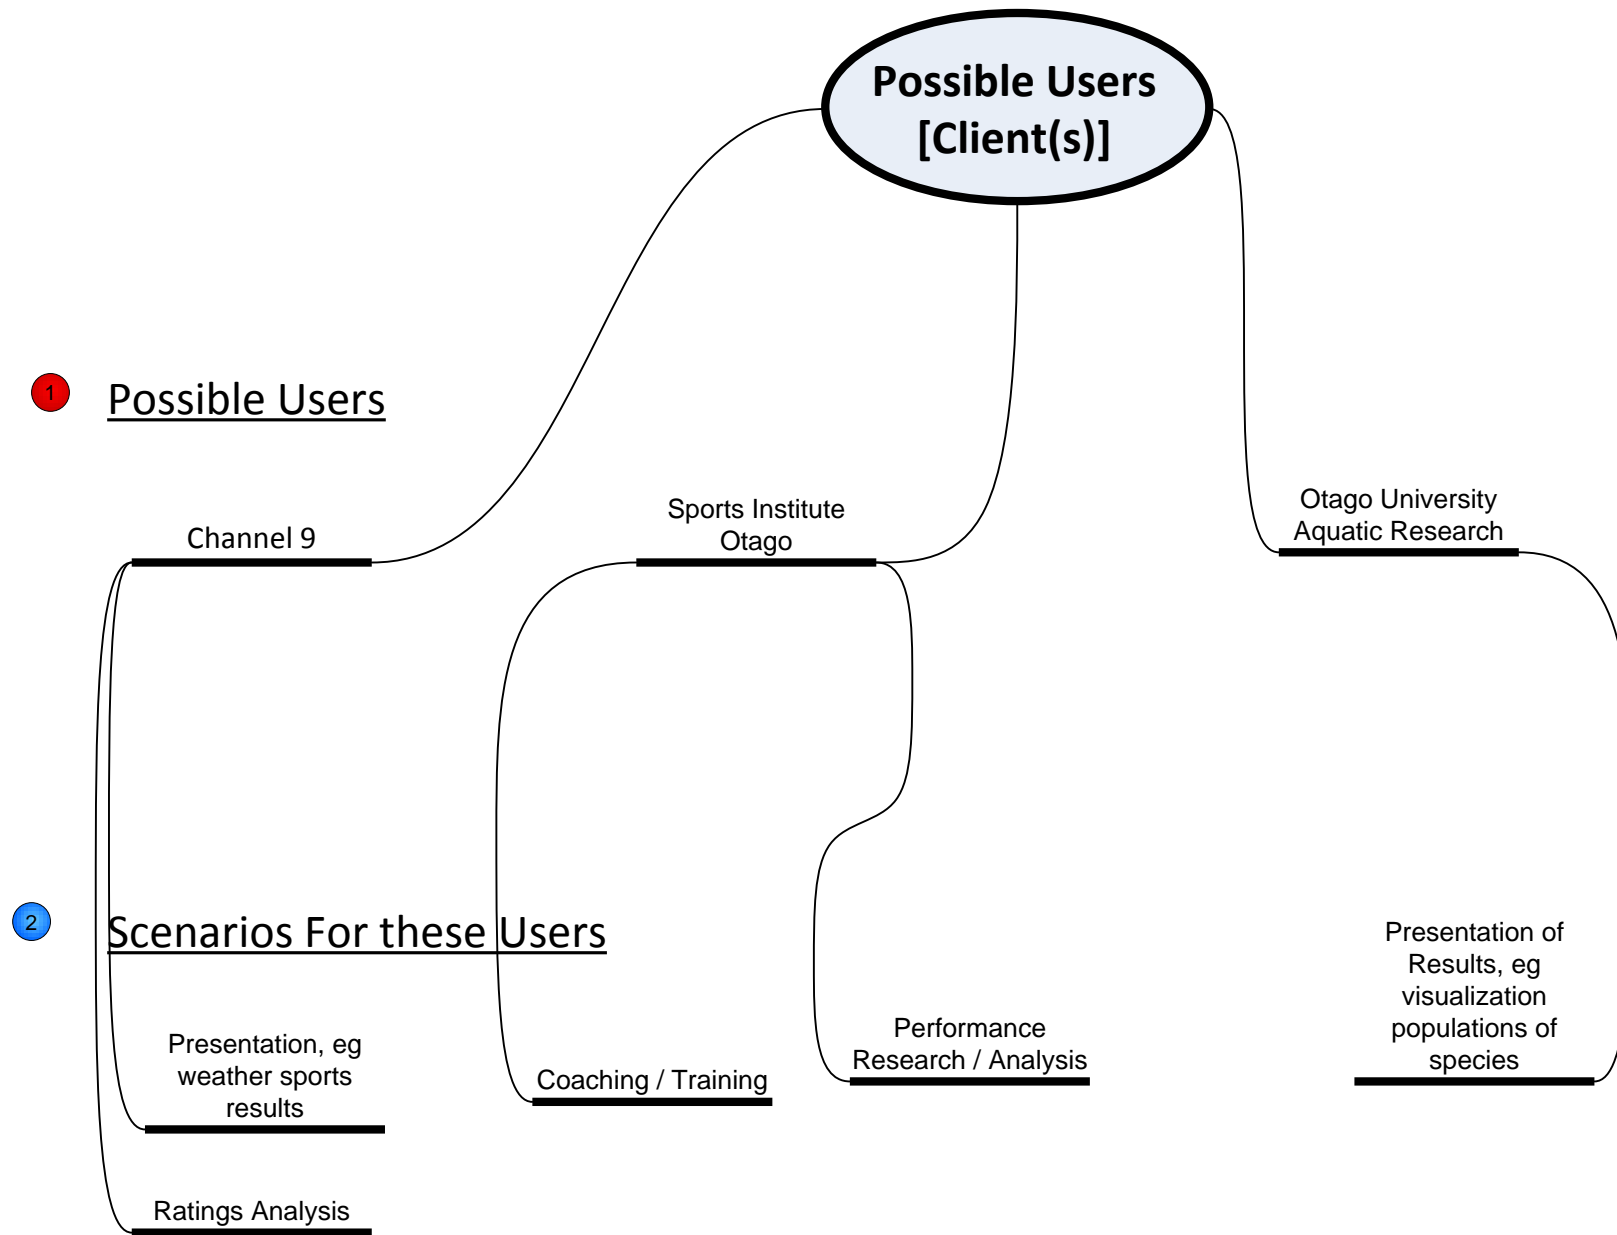 Possible Users
[Client(s)]
1
Possible Users
Channel 9
Sports Institute
Otago
Otago University
Aquatic Research
2
Scenarios For these Users
Presentation, eg
weather sports
results
Coaching / Training
Performance
Research / Analysis
Presentation of
Results, eg
visualization
populations of
species
Ratings Analysis